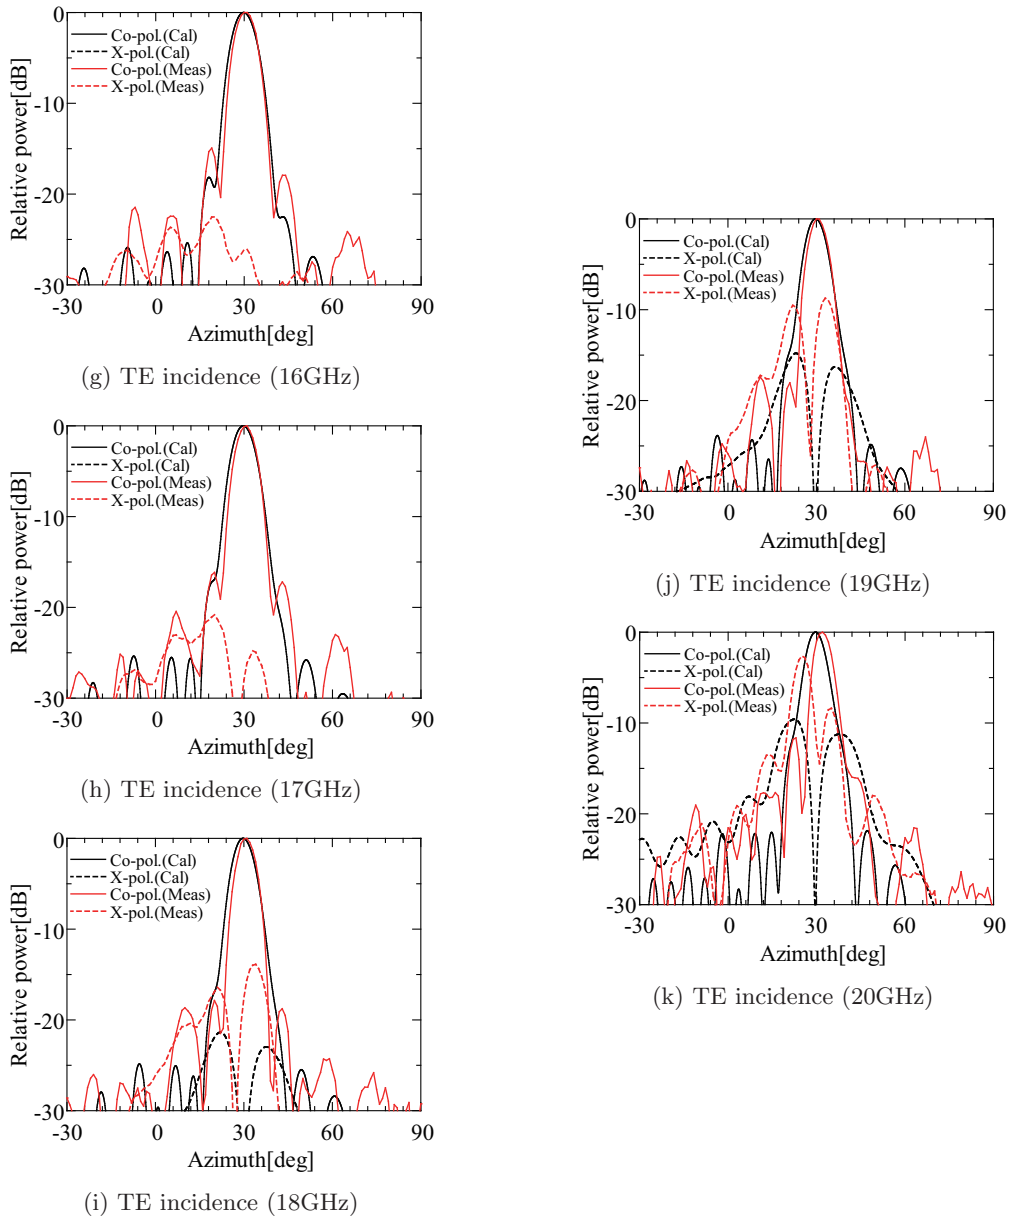 0
-10
-20
-30
Relative power[dB]
Co-pol.(Cal)
X-pol.(Cal)
Co-pol.(Meas)
X-pol.(Meas)
-30 0 30 60 90
Azimuth[deg]
(g) TE incidence (16GHz)
0
-10
-20
-30
Relative power[dB]
Co-pol.(Cal)
X-pol.(Cal)
Co-pol.(Meas)
X-pol.(Meas)
-30 0 30 60 90
Azimuth[deg]
(h) TE incidence (17GHz)
0
-10
-20
-30
Relative power[dB]
Co-pol.(Cal)
X-pol.(Cal)
Co-pol.(Meas)
X-pol.(Meas)
-30 0 30 60 90
Azimuth[deg]
(i) TE incidence (18GHz)
0
-10
-20
-30
Relative power[dB]
Co-pol.(Cal)
X-pol.(Cal)
Co-pol.(Meas)
X-pol.(Meas)
-30 0 30 60 90
Azimuth[deg]
(j) TE incidence (19GHz)
0
-10
-20
-30
Relative power[dB]
Co-pol.(Cal)
X-pol.(Cal)
Co-pol.(Meas)
X-pol.(Meas)
-30 0 30 60 90
Azimuth[deg]
(k) TE incidence (20GHz)